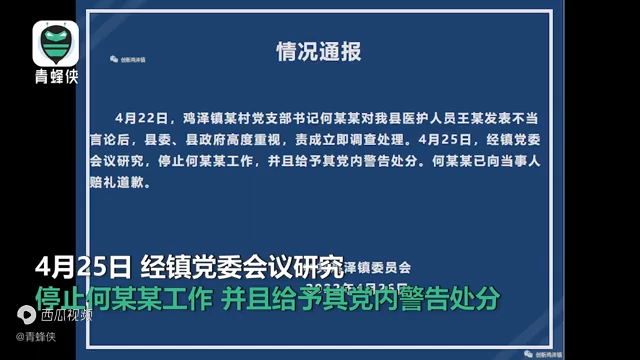 情况通报
创新鸡泽镇
青蜂侠
4月22日，鸡泽镇某村党支部书记何某某对我县医护人员王某发表不当
言论后，县委、县政府高度重视，责成立即调查处理。4月25日，经镇党委
会议研究，停止何某某工作，并且给予其党内警告处分。何某某已向当事人
赔礼道歉。
鸡泽镇委员会
4月25日 经镇党委会议研究
停止何某某工作 并且给予其党内警告处分
西瓜视频
@青蜂侠
创新鸡泽镇